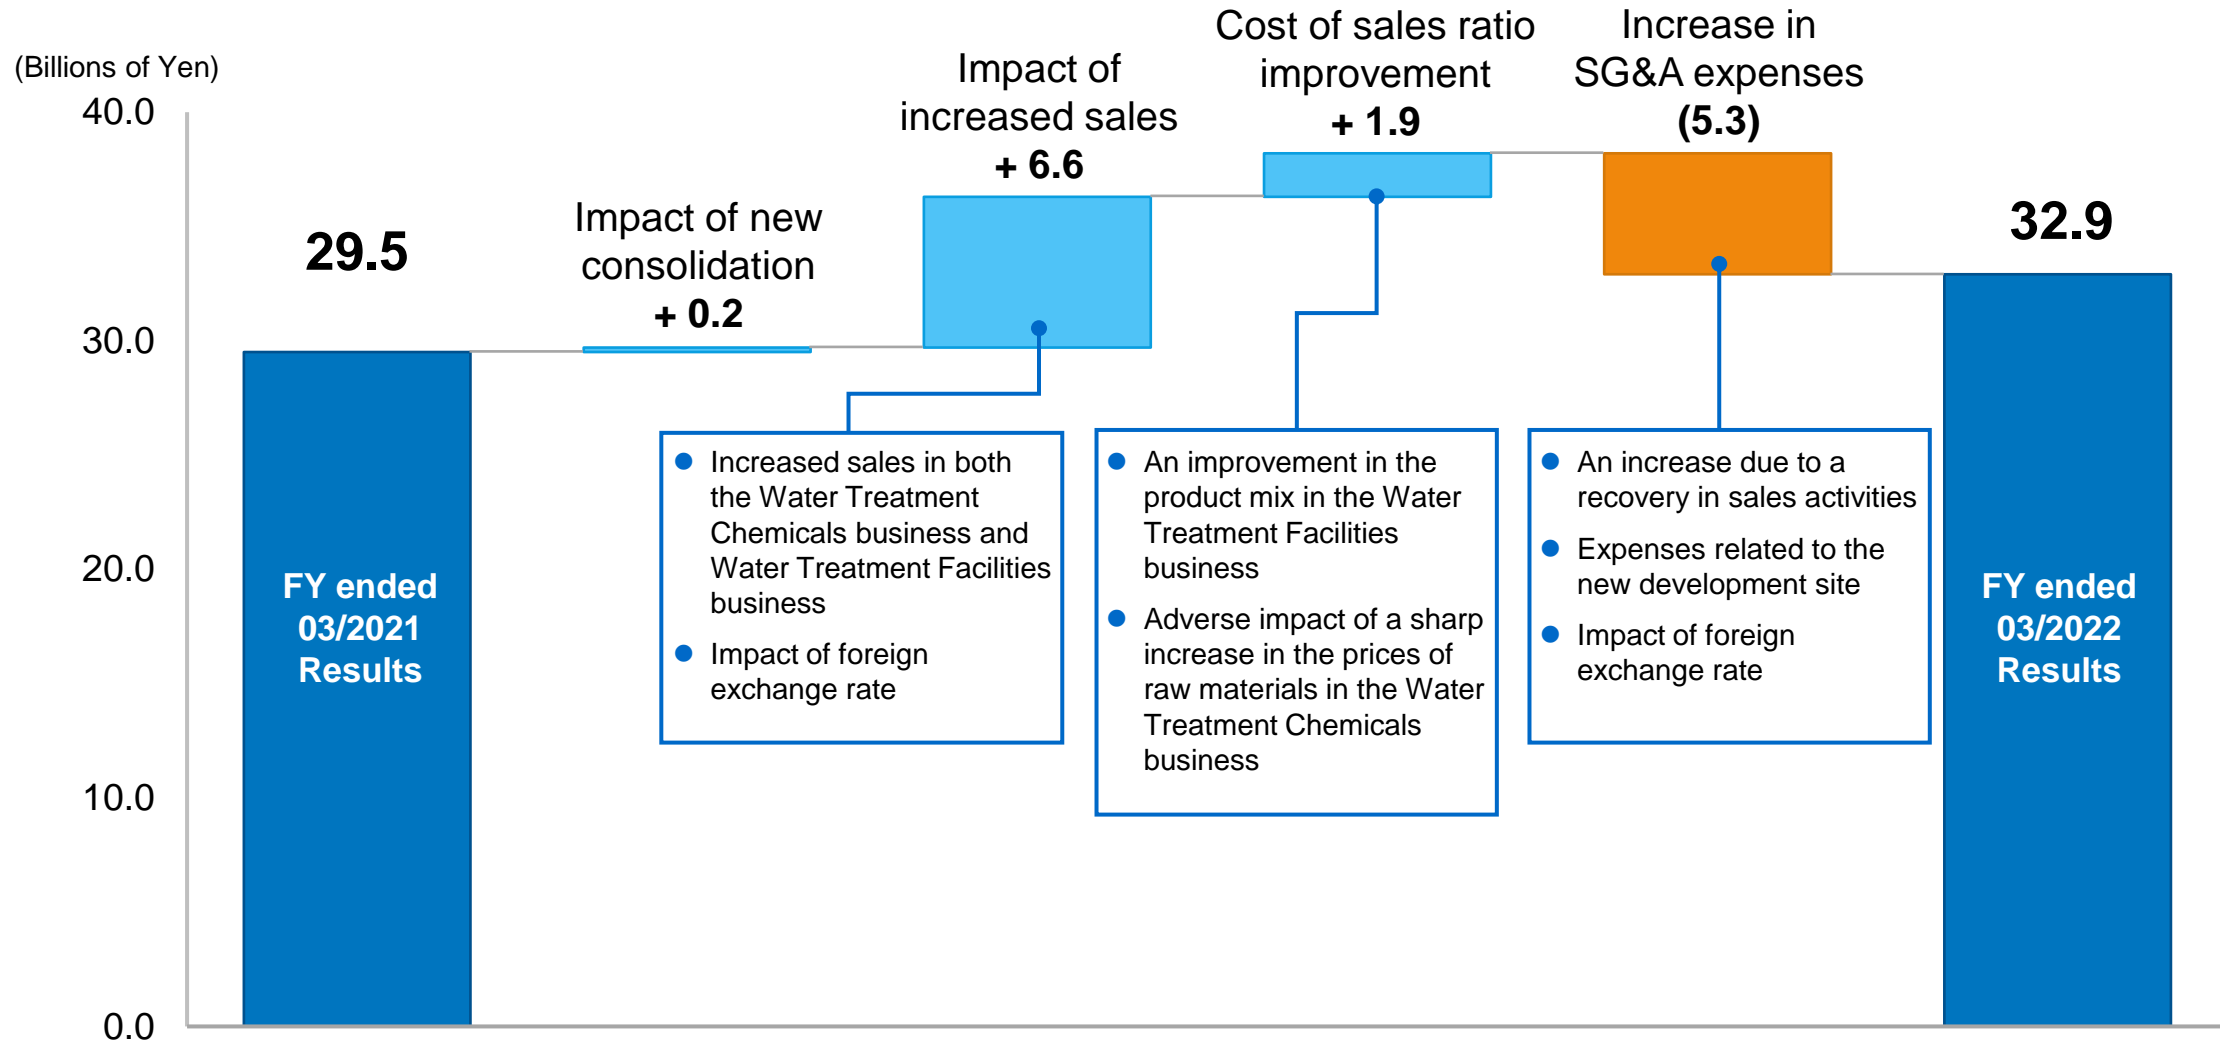 (Billions of Yen)
40.0
30.0
20.0
10.0
0.0
29.5
FY ended
03/2021
Results
Impact of new
consolidation
+ 0.2
Impact of
increased sales
+ 6.6
Cost of sales ratio
improvement
+ 1.9
Increase in
SG&A expenses
(5.3)
32.9
FY ended
03/2022
Results
● Increased sales in both
the Water Treatment
Chemicals business and
Water Treatment Facilities
business
● Impact of foreign
exchange rate
● An improvement in the
product mix in the Water
Treatment Facilities
business
● Adverse impact of a sharp
increase in the prices of
raw materials in the Water
Treatment Chemicals
business
● An increase due to a
recovery in sales activities
● Expenses related to the
new development site
● Impact of foreign
exchange rate